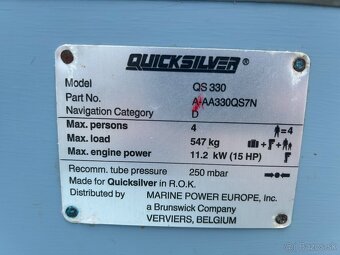 QUICKSILVER®
Model QS 330
Part No. A-AA330QS7N
Navigation Category D
Max. persons 4 =4
Max. load 547 kg + +
Max. engine power 11.2 kW (15 HP)
Recomm. tube pressure 250 mbar
Made for Quicksilver in R.O.K.
Distributed by MARINE POWER EUROPE, Inc.
a Brunswick Company
VERVIERS, BELGIUM